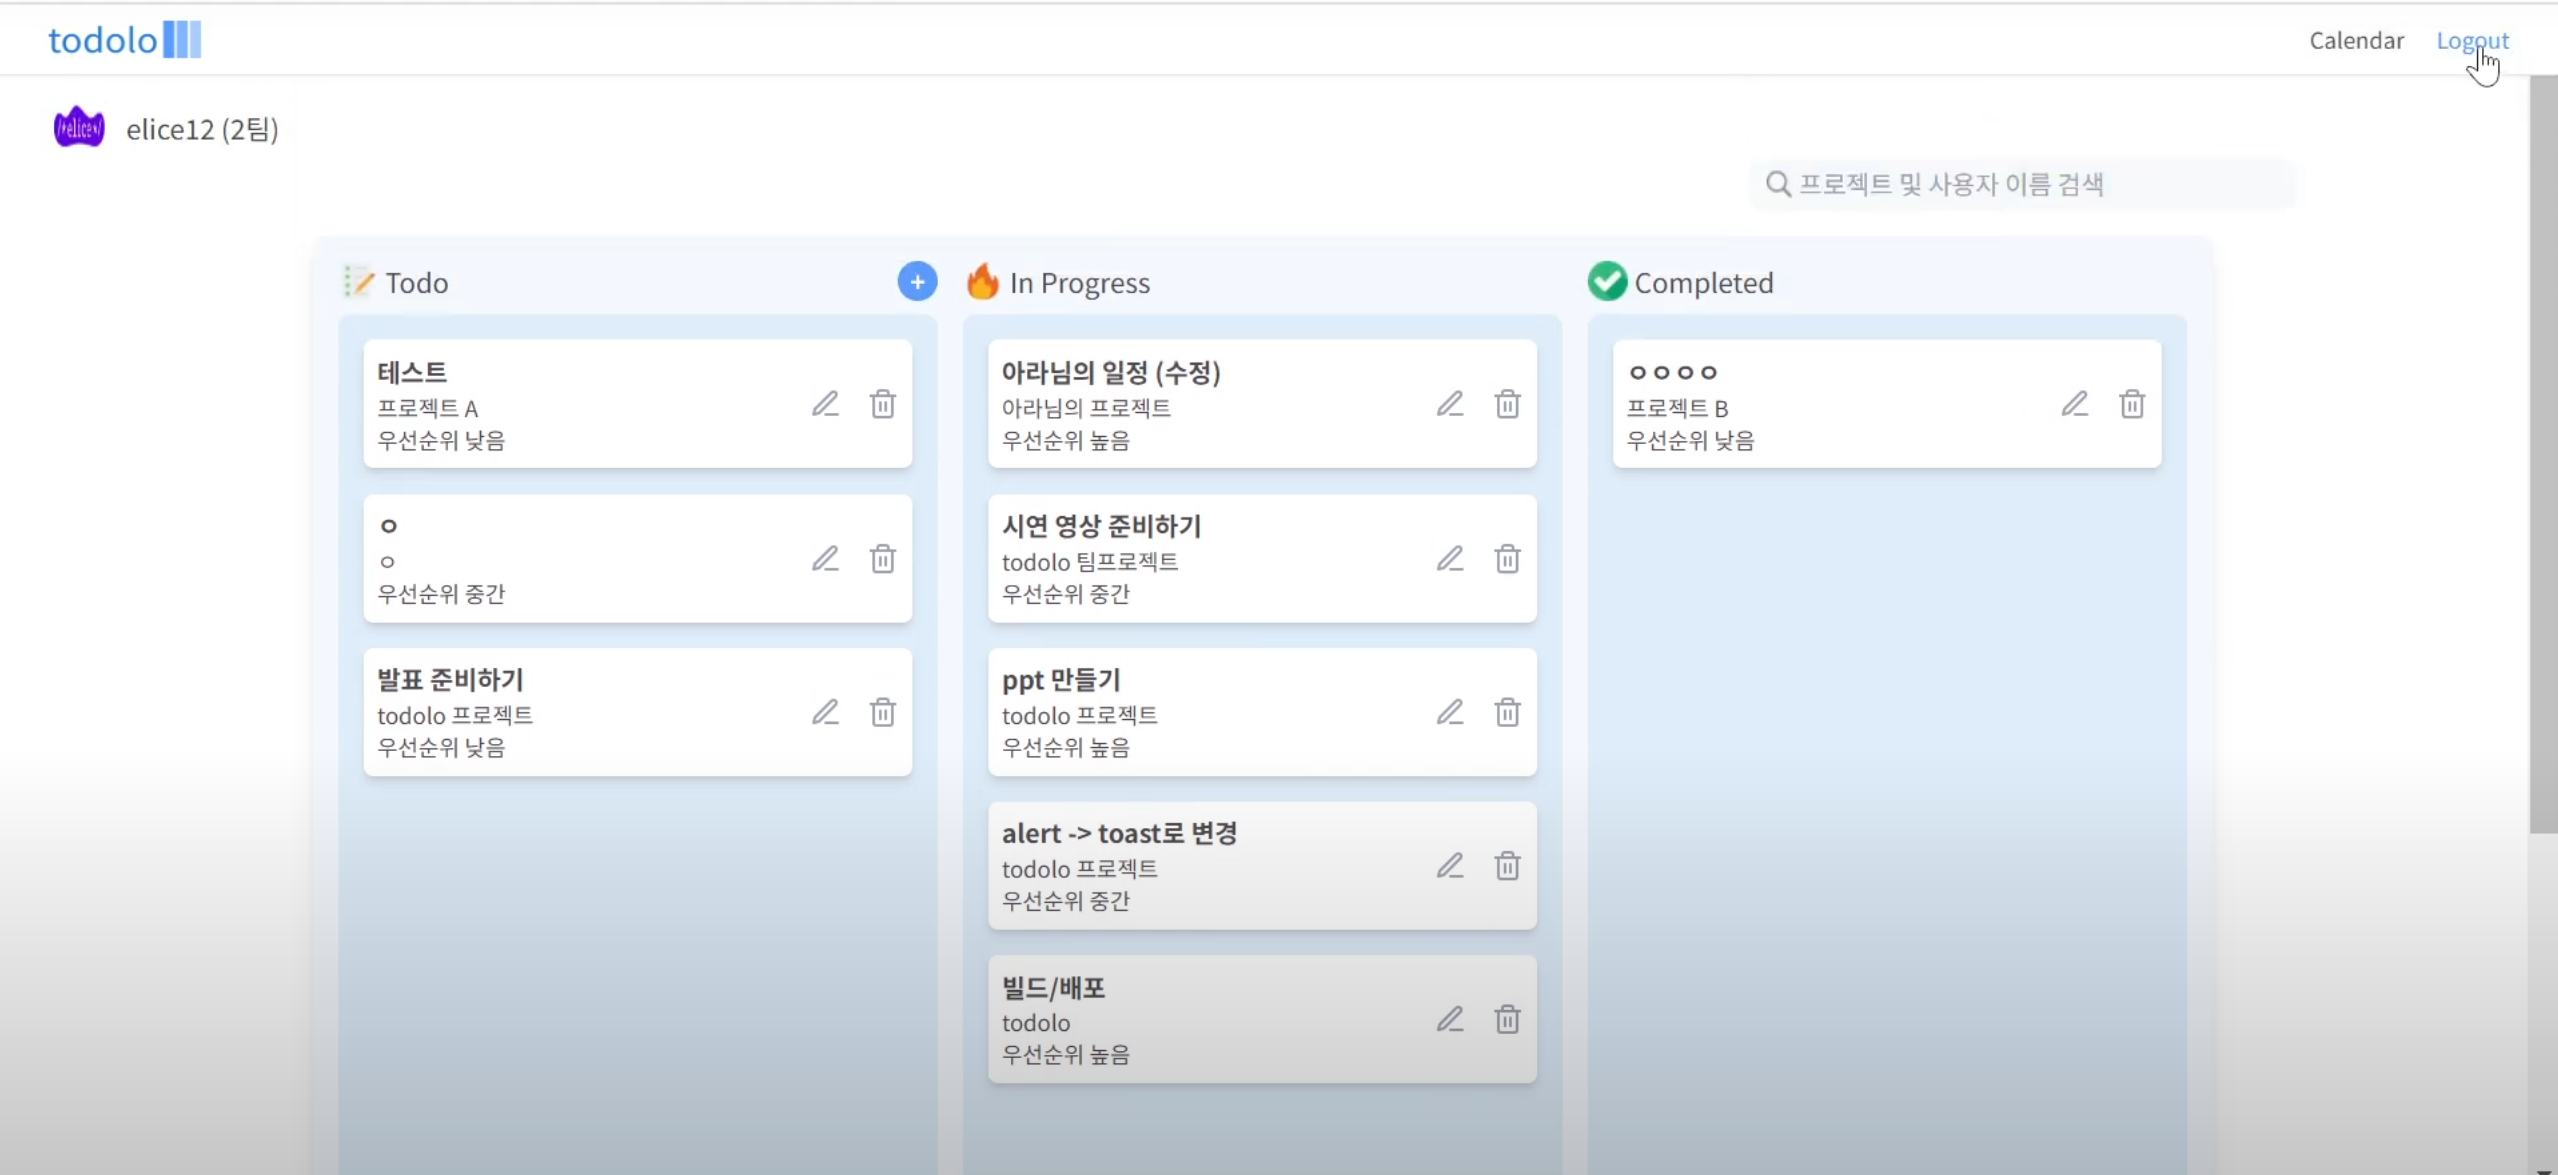 todolo
Calendar
Logout
/*elice*/
elice12 (2팀)
프로젝트 및 사용자 이름 검색
Todo
In Progress
Completed
테스트
프로젝트 A
우선순위 낮음
ㅇ
ㅇ
우선순위 중간
발표 준비하기
todolo 프로젝트
우선순위 낮음
아라님의 일정 (수정)
아라님의 프로젝트
우선순위 높음
시연 영상 준비하기
todolo 팀프로젝트
우선순위 중간
ppt 만들기
todolo 프로젝트
우선순위 높음
alert -> toast로 변경
todolo 프로젝트
우선순위 중간
빌드/배포
todolo
우선순위 높음
ㅇㅇㅇㅇ
프로젝트 B
우선순위 낮음